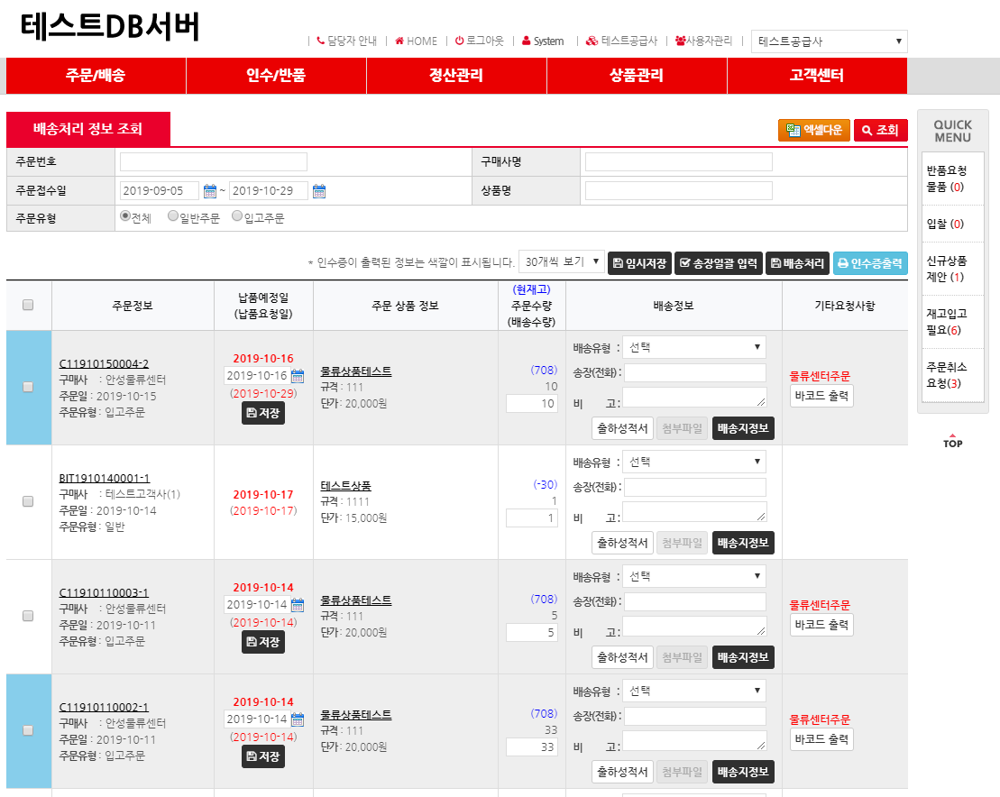 테스트DB서버
담당자 안내 | HOME | 로그아웃 | System | 테스트공급사 | 사용자관리 | 테스트공급사
주문/배송 인수/반품 정산관리 상품관리 고객센터
배송처리 정보 조회 엑셀다운 조회
주문번호 구매사명
주문접수일 2019-09-05 ~ 2019-10-29 상품명
주문유형 전체 일반주문 입고주문
* 인수증이 출력된 정보는 색깔이 표시됩니다. 30개씩 보기 임시저장 송장일괄 입력 배송처리 인수증출력
주문정보 납품예정일 (납품요청일) 주문 상품 정보 (현재고) 주문수량 (배송수량) 배송정보 기타요청사항
C11910150004-2
구매사 : 안성물류센터
주문일 : 2019-10-15
주문유형 : 입고주문
2019-10-16
2019-10-16
(2019-10-29)
저장
물류상품테스트
규격 : 111
단가 : 20,000원
(708)
10
10
배송유형 : 선택
송장(전화) :
비 고 :
출하성적서 첨부파일 배송지정보
물류센터주문
바코드 출력
BIT1910140001-1
구매사 : 테스트고객사(1)
주문일 : 2019-10-14
주문유형 : 일반
2019-10-17
(2019-10-17)
테스트상품
규격 : 1111
단가 : 15,000원
(-30)
1
1
배송유형 : 선택
송장(전화) :
비 고 :
출하성적서 첨부파일 배송지정보
C11910110003-1
구매사 : 안성물류센터
주문일 : 2019-10-11
주문유형 : 입고주문
2019-10-14
2019-10-14
(2019-10-14)
저장
물류상품테스트
규격 : 111
단가 : 20,000원
(708)
5
5
배송유형 : 선택
송장(전화) :
비 고 :
출하성적서 첨부파일 배송지정보
물류센터주문
바코드 출력
C11910110002-1
구매사 : 안성물류센터
주문일 : 2019-10-11
주문유형 : 입고주문
2019-10-14
2019-10-14
(2019-10-14)
저장
물류상품테스트
규격 : 111
단가 : 20,000원
(708)
33
33
배송유형 : 선택
송장(전화) :
비 고 :
출하성적서 첨부파일 배송지정보
물류센터주문
바코드 출력
QUICK
MENU
반품요청
물품 (0)
입찰 (0)
신규상품
제안 (1)
재고입고
필요(6)
주문취소
요청(3)
TOP